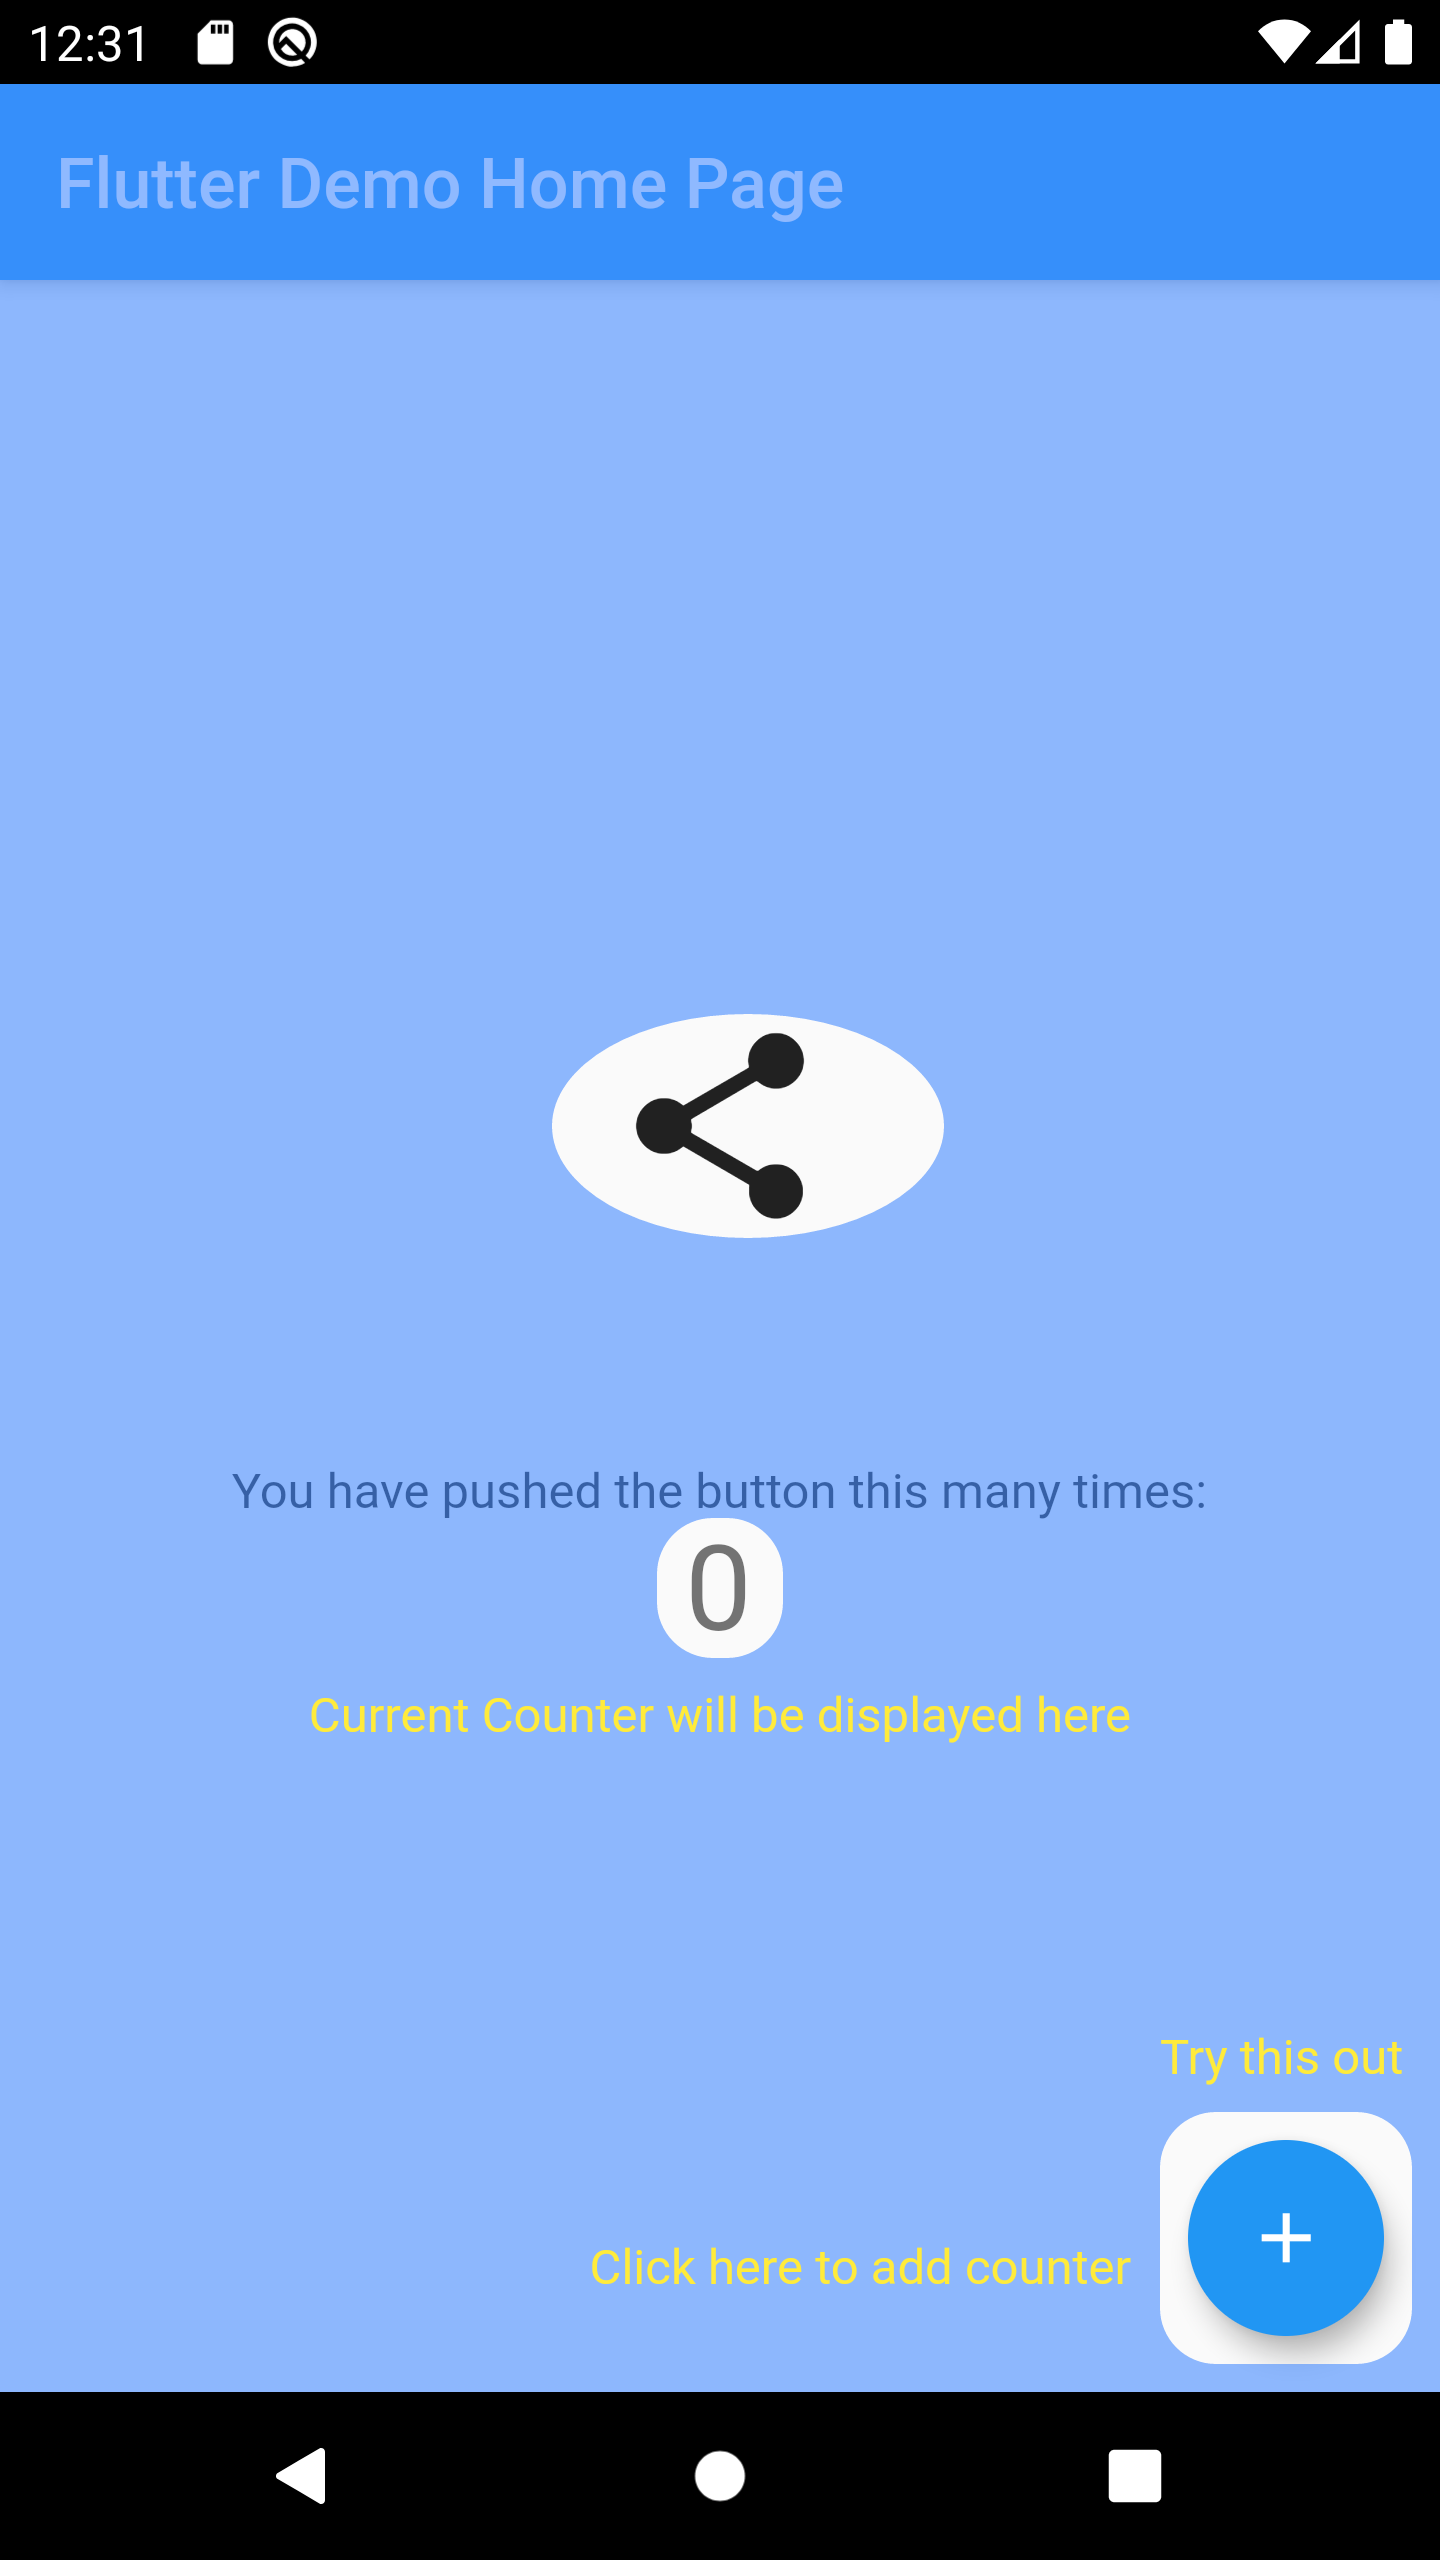 12:31
Flutter Demo Home Page
You have pushed the button this many times:
0
Current Counter will be displayed here
Try this out
Click here to add counter